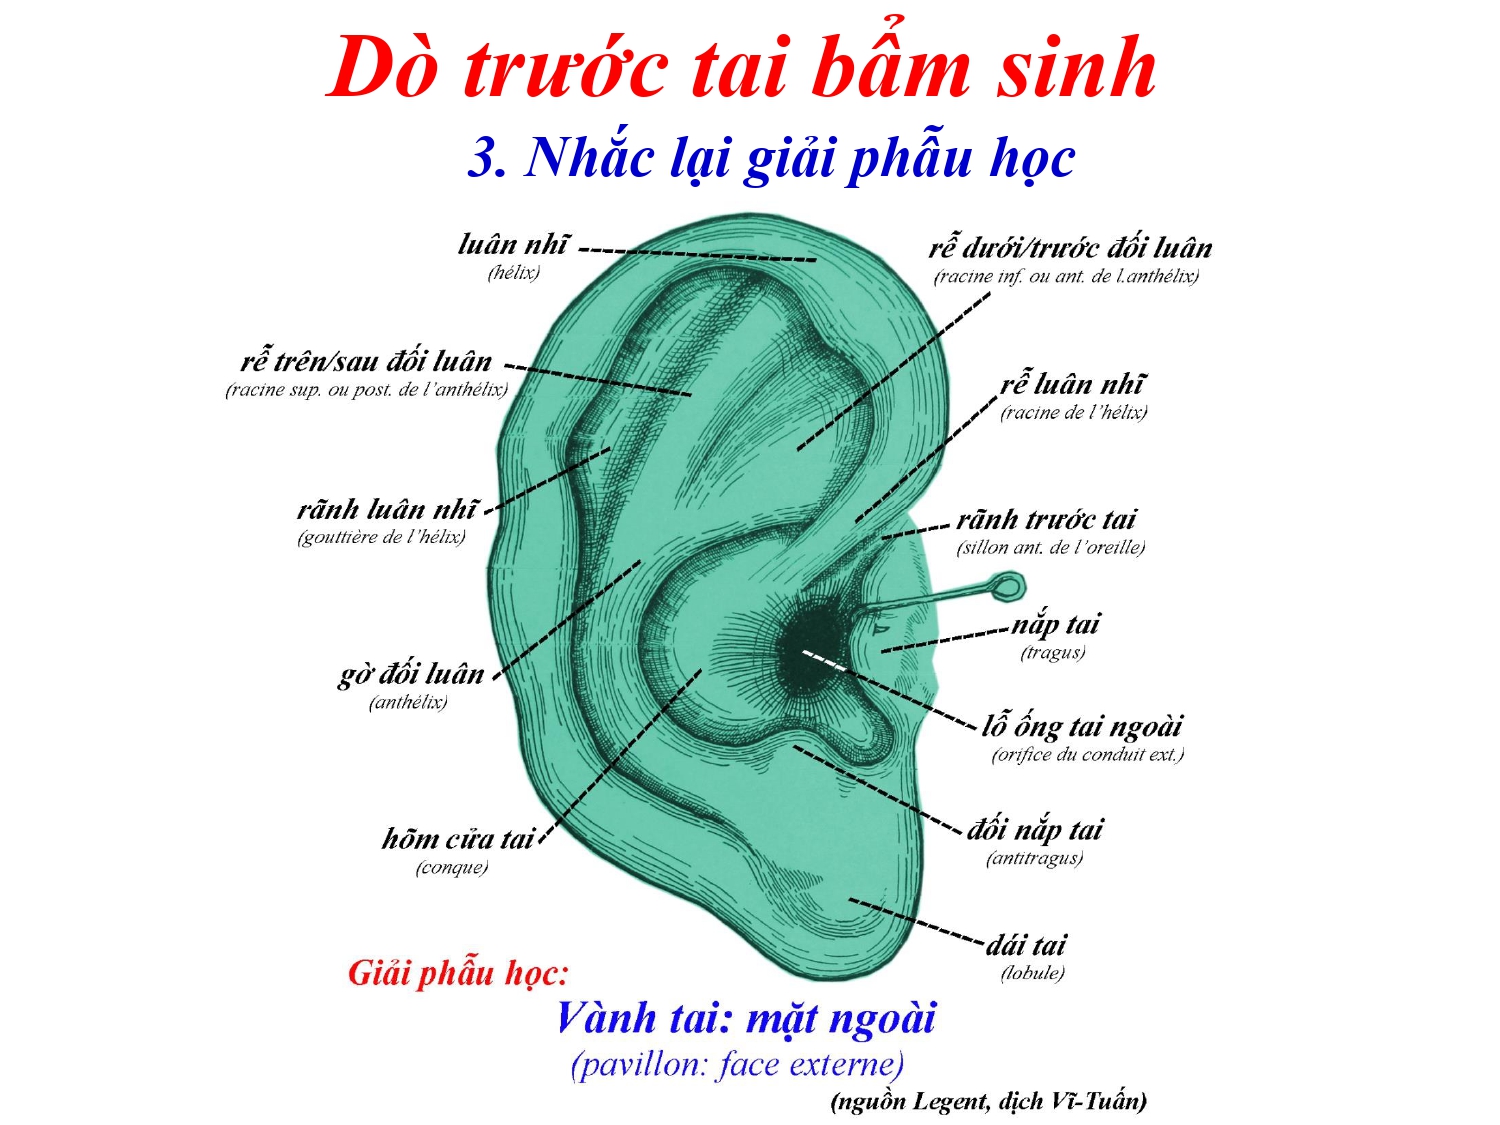 Dò trước tai bẩm sinh
3. Nhắc lại giải phẫu học
luân nhĩ
(hélix)
rễ dưới/trước đối luân
(racine inf. ou ant. de l.anthélix)
rễ trên/sau đối luân
(racine sup. ou post. de l'anthélix)
rễ luân nhĩ
(racine de l'hélix)
rãnh luân nhĩ
(gouttière de l'hélix)
rãnh trước tai
(sillon ant. de l'oreille)
nắp tai
(tragus)
gờ đối luân
(anthélix)
lỗ ống tai ngoài
(orifice du conduit ext.)
hõm cửa tai
(conque)
đối nắp tai
(antitragus)
dái tai
(lobule)
Giải phẫu học:
Vành tai: mặt ngoài
(pavillon: face externe)
(nguồn Legent, dịch Vĩ-Tuấn)